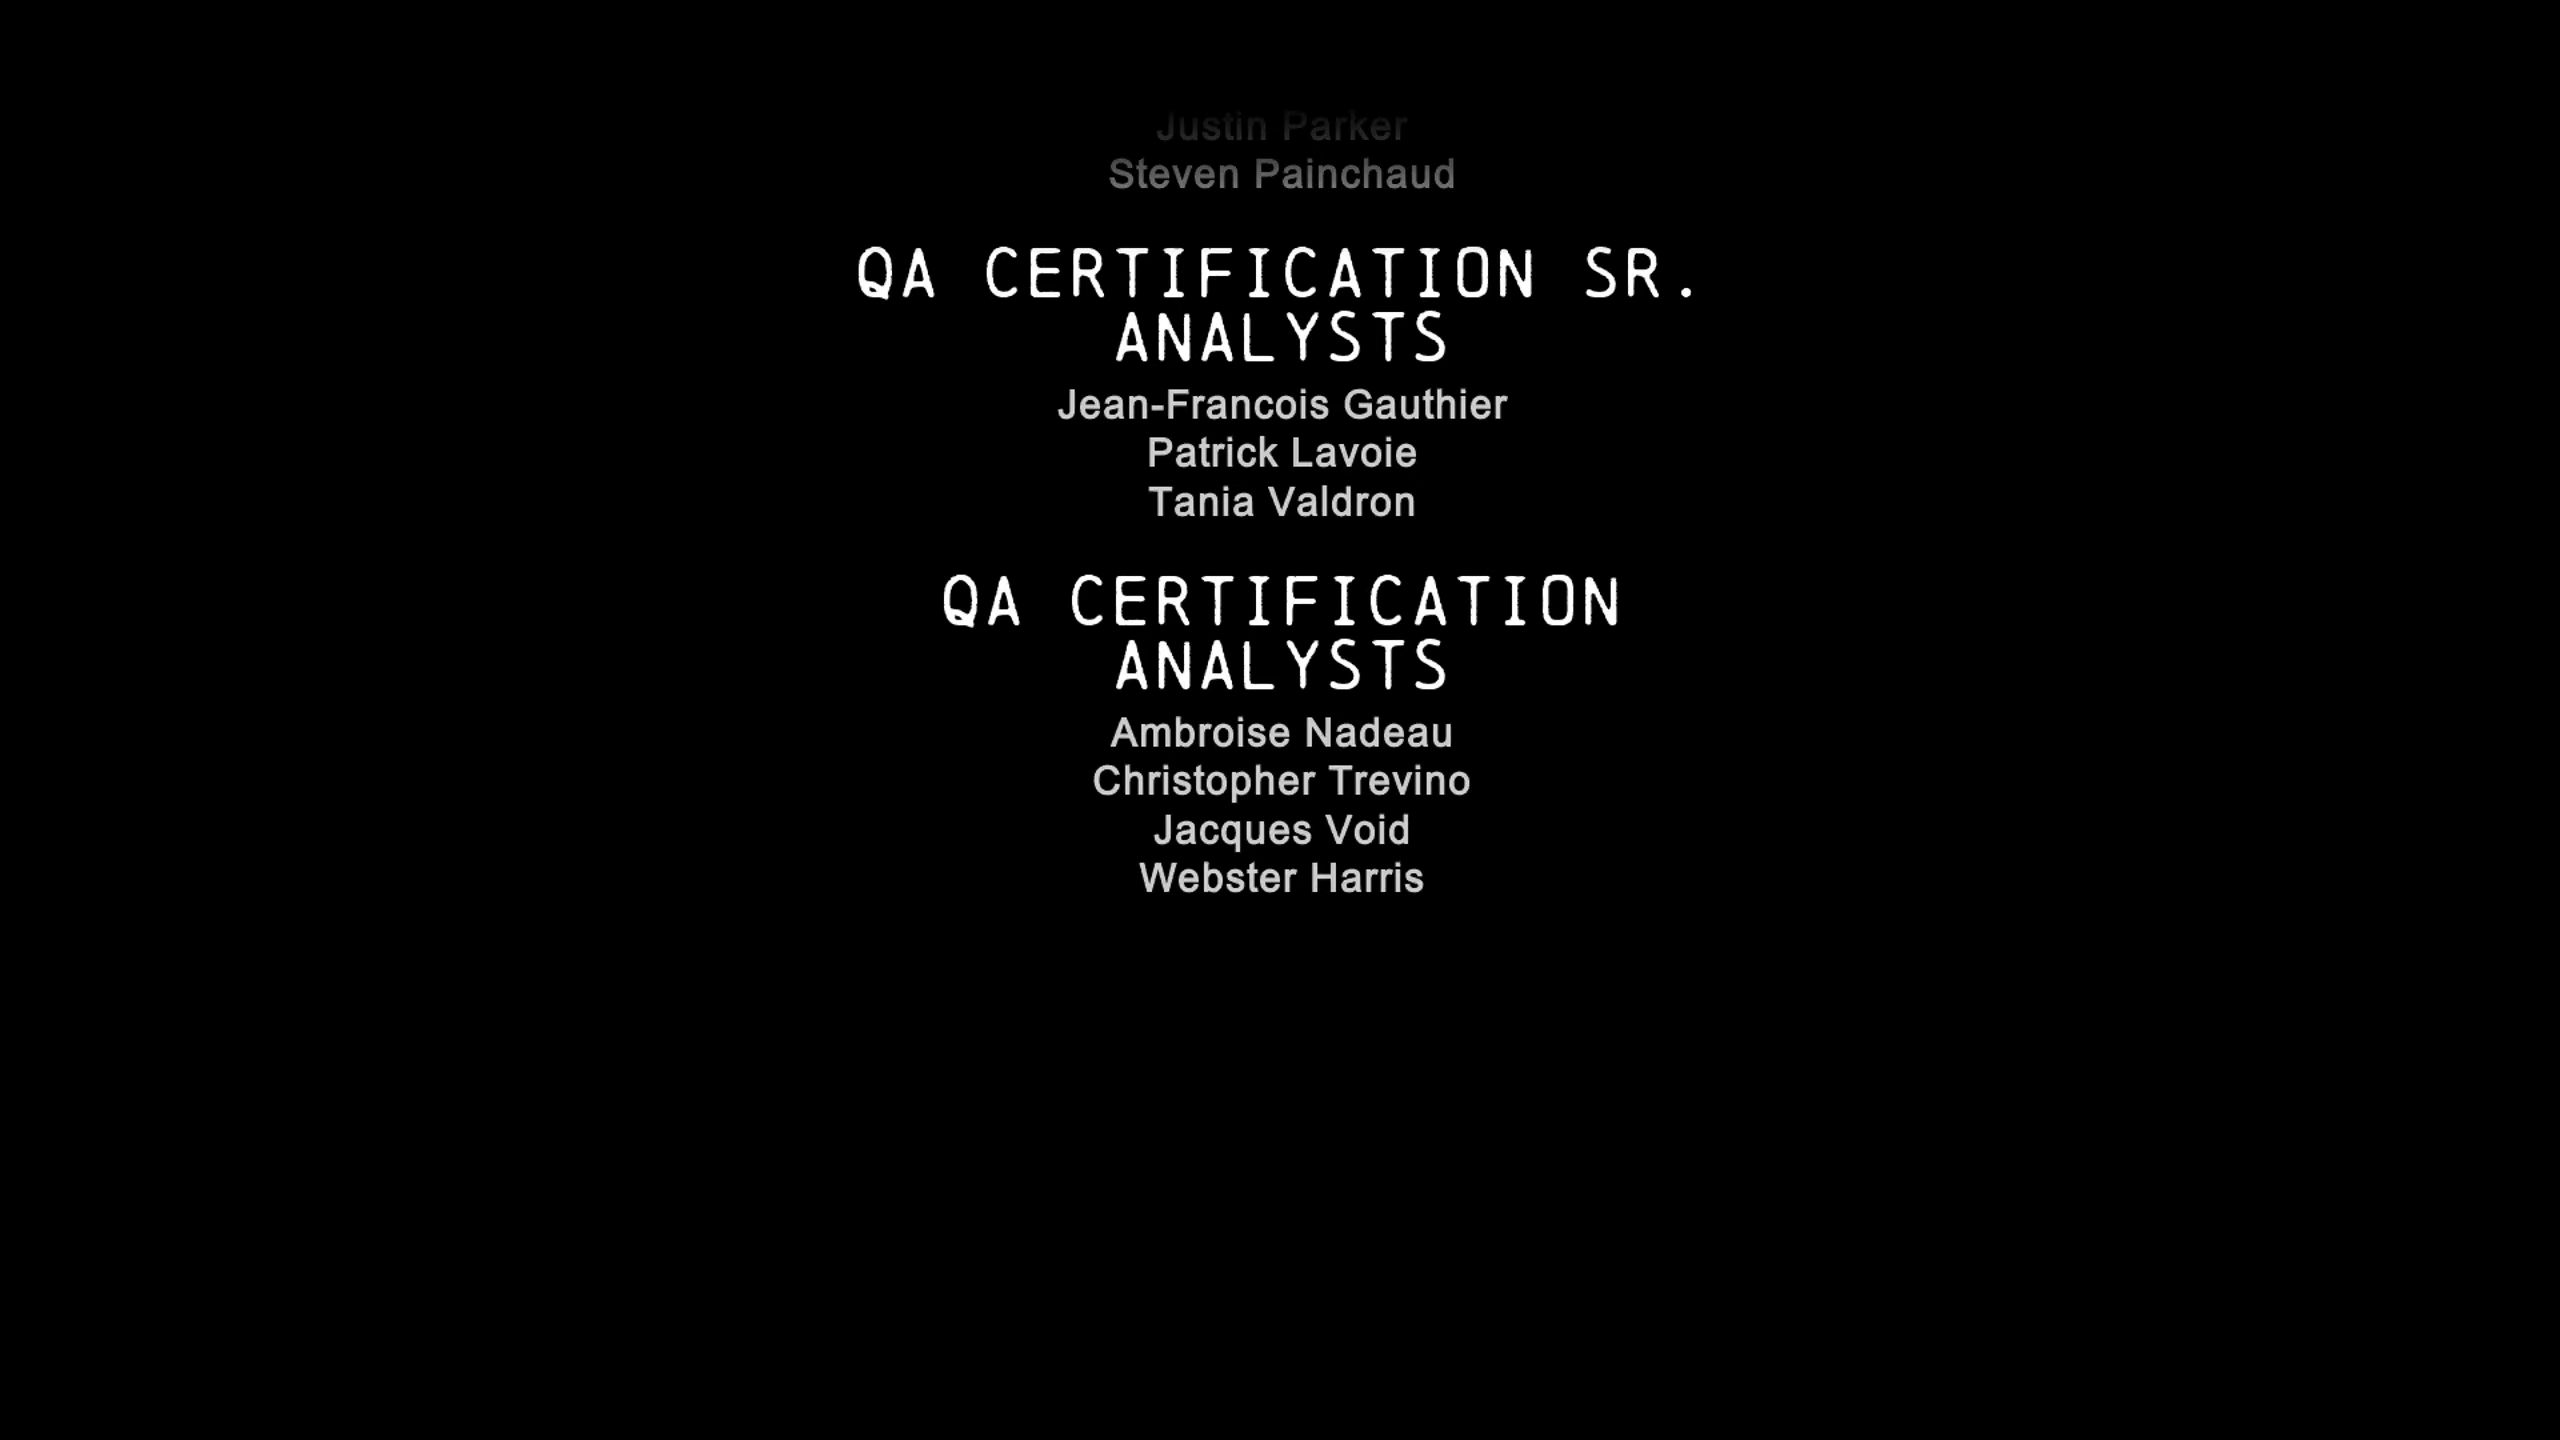 Justin Parker
Steven Painchaud
QA CERTIFICATION SR.
ANALYSTS
Jean-Francois Gauthier
Patrick Lavoie
Tania Valdron
QA CERTIFICATION
ANALYSTS
Ambroise Nadeau
Christopher Trevino
Jacques Void
Webster Harris